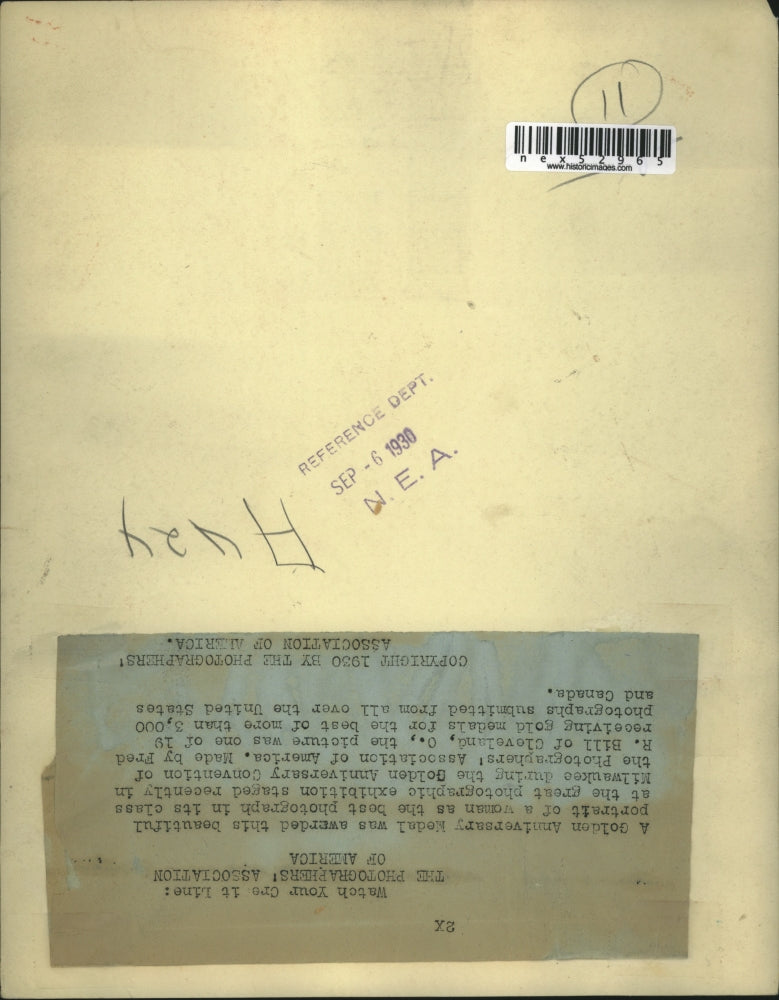 11
nex52965
www.historicimages.com
REFERENCE DEPT.
SEP - 6 1930
N. E. A.
2X
Watch Your Cre it Line:
THE PHOTOGRAPHERS' ASSOCIATION
OF AMERICA
A Golden Anniversary Medal was awarded this beautiful
portrait of a woman as the best photograph in its class
at the great photographic exhibition staged recently in
Milwaukee during the Golden Anniversary Convention of
the Photographers' Association of America. Made by Fred
R. Bill of Cleveland, O., the picture was one of 19
receiving gold medals for the best of more than 3,000
photographs submitted from all over the United States
and Canada.
COPYRIGHT 1930 BY THE PHOTOGRAPHERS'
ASSOCIATION OF AMERICA.